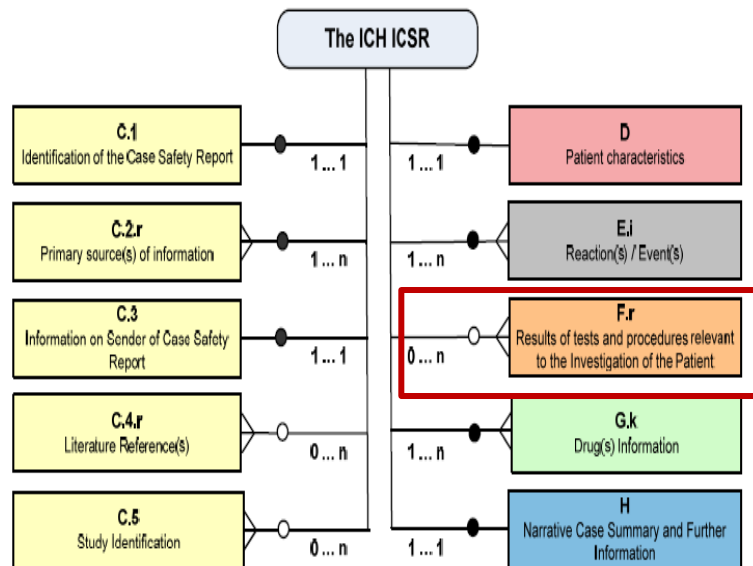 The ICH ICSR
C.1
Identification of the Case Safety Report
1 ... 1
D
Patient characteristics
1 ... 1
C.2.r
Primary source(s) of information
1 ... n
E.i
Reaction(s) / Event(s)
1 ... n
C.3
Information on Sender of Case Safety
Report
1 ... 1
F.r
Results of tests and procedures relevant
to the Investigation of the Patient
0 ... n
C.4.r
Literature Reference(s)
0 ... n
G.k
Drug(s) Information
1 ... n
C.5
Study Identification
0 ... n
H
Narrative Case Summary and Further
Information
1 ... 1